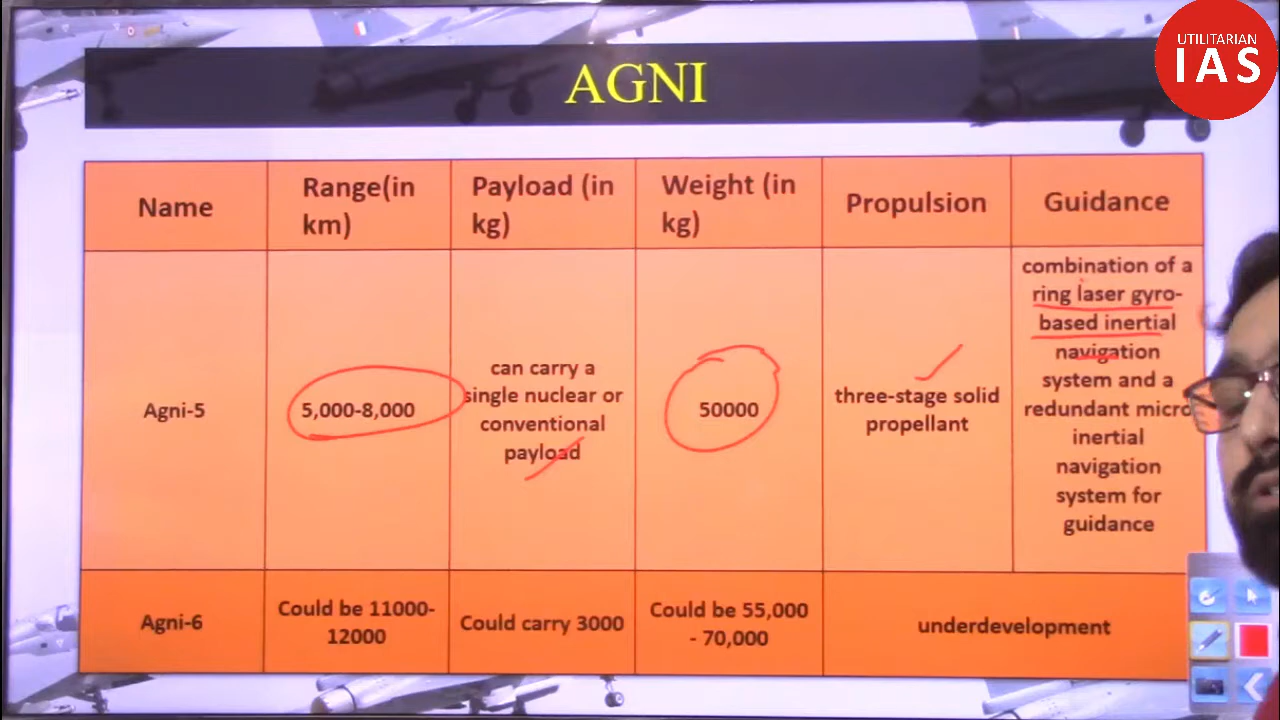 UTILITARIAN
IAS
AGNI
Name
Range(in
km)
Payload (in
kg)
Weight (in
kg)
Propulsion
Guidance
Agni-5
5,000-8,000
can carry a
single nuclear or
conventional
payload
50000
three-stage solid
propellant
combination of a
ring laser gyro-
based inertial
navigation
system and a
redundant micro
inertial
navigation
system for
guidance
Agni-6
Could be 11000-
12000
Could carry 3000
Could be 55,000
- 70,000
underdevelopment